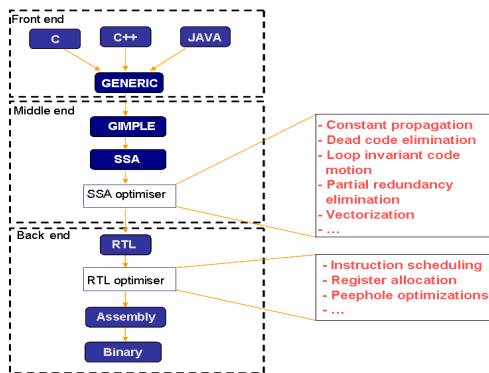 Front end
C
C++
JAVA
GENERIC
Middle end
GIMPLE
SSA
SSA optimiser
- Constant propagation
- Dead code elimination
- Loop invariant code
motion
- Partial redundancy
elimination
- Vectorization
- ...
Back end
RTL
RTL optimiser
- Instruction scheduling
- Register allocation
- Peephole optimizations
- ...
Assembly
Binary